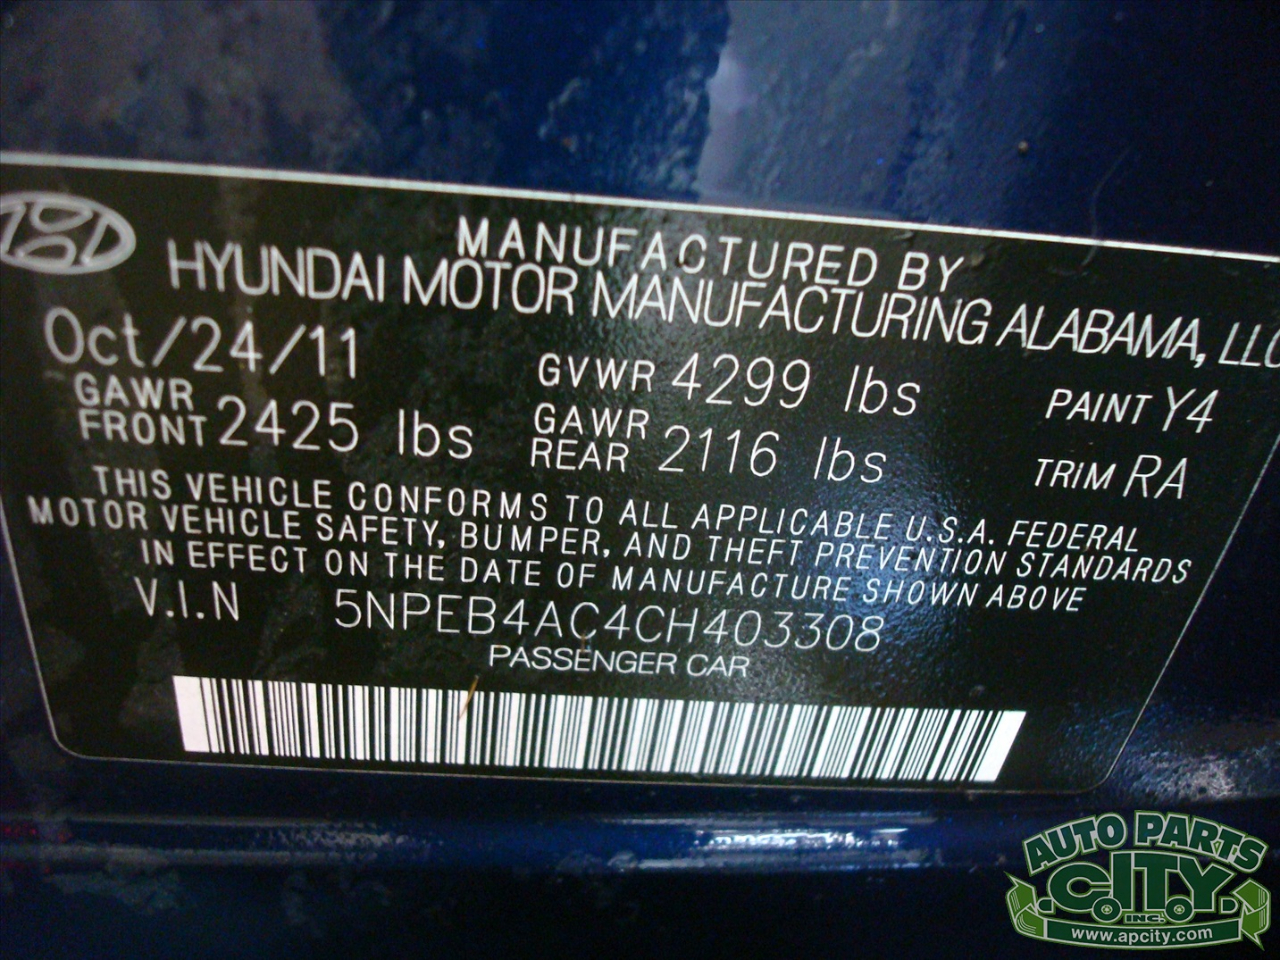 MANUFACTURED BY
HYUNDAI MOTOR MANUFACTURING ALABAMA, LLC
Oct/24/11 GVWR 4299 lbs PAINT Y4
GAWR FRONT 2425 lbs GAWR REAR 2116 lbs TRIM RA
THIS VEHICLE CONFORMS TO ALL APPLICABLE U.S.A. FEDERAL
MOTOR VEHICLE SAFETY, BUMPER, AND THEFT PREVENTION STANDARDS
IN EFFECT ON THE DATE OF MANUFACTURE SHOWN ABOVE
V.I.N 5NPEB4AC4CH403308
PASSENGER CAR
AUTO PARTS
CITY
INC.
www.apcity.com